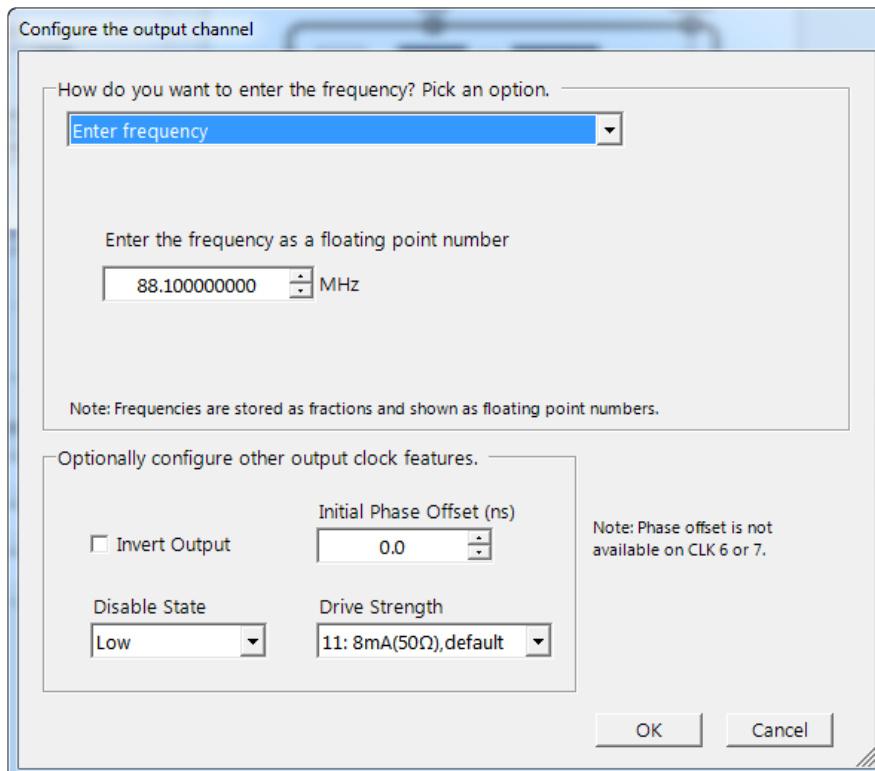 Configure the output channel
How do you want to enter the frequency? Pick an option.
Enter frequency
Enter the frequency as a floating point number
88.100000000 MHz
Note: Frequencies are stored as fractions and shown as floating point numbers.
Optionally configure other output clock features.
Initial Phase Offset (ns)
Invert Output
0.0
Note: Phase offset is not
available on CLK 6 or 7.
Disable State
Drive Strength
Low
11: 8mA(50Ω),default
OK
Cancel